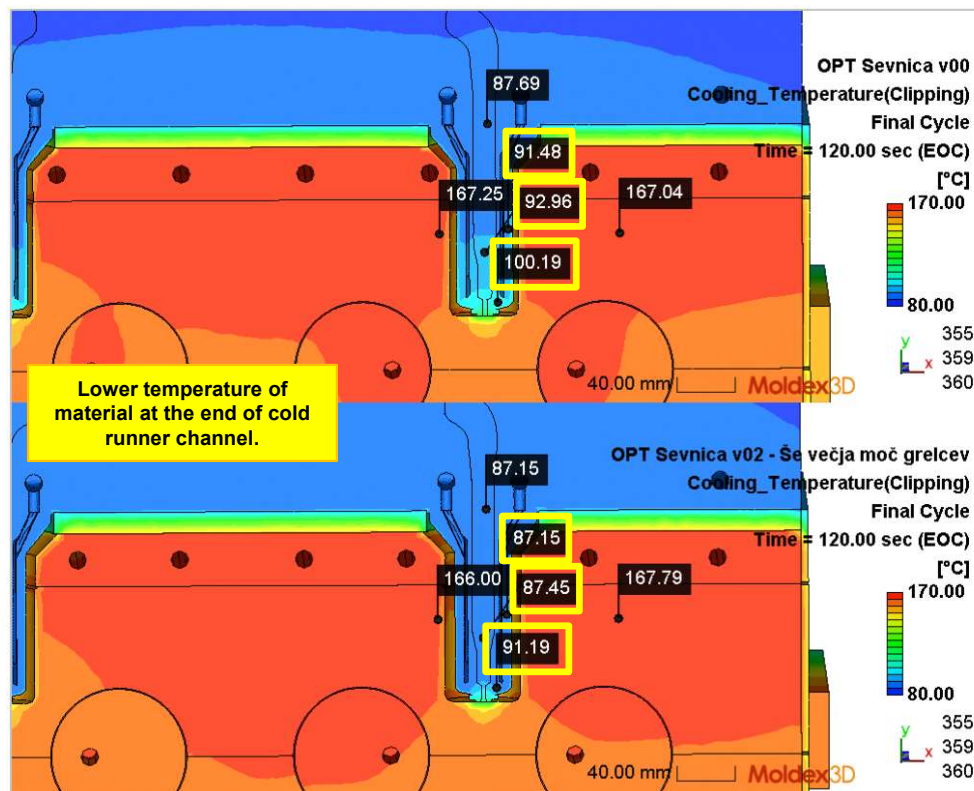 OPT Sevnica v00
Cooling_Temperature(Clipping)
Final Cycle
Time = 120.00 sec (EOC)
[°C]
170.00
80.00
87.69
91.48
167.25
92.96
167.04
100.19
y
x
355
359
360
40.00 mm
Moldex3D
Lower temperature of
material at the end of cold
runner channel.
OPT Sevnica v02 - Še večja moč grelcev
Cooling_Temperature(Clipping)
Final Cycle
Time = 120.00 sec (EOC)
[°C]
170.00
80.00
87.15
87.15
166.00
87.45
167.79
91.19
y
x
355
359
360
40.00 mm
Moldex3D